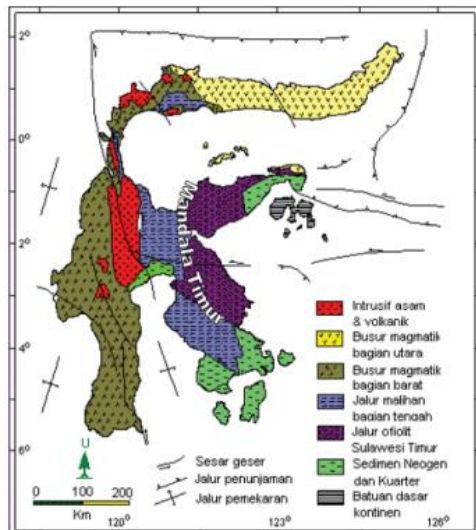 2°
0°
2°
4°
6°
Mandala Timur
Intrusif asam
& volkanik
Busur magmatik
bagian utara
Busur magmatik
bagian barat
Jalur malihan
bagian tengah
Jalur ofiolit
Sulawesi Timur
Sedimen Neogen
dan Kuarter
Batuan dasar
kontinen
U
Sesar geser
Jalur penunjaman
Jalur pemekaran
0 100 200
Km
120° 123° 126°